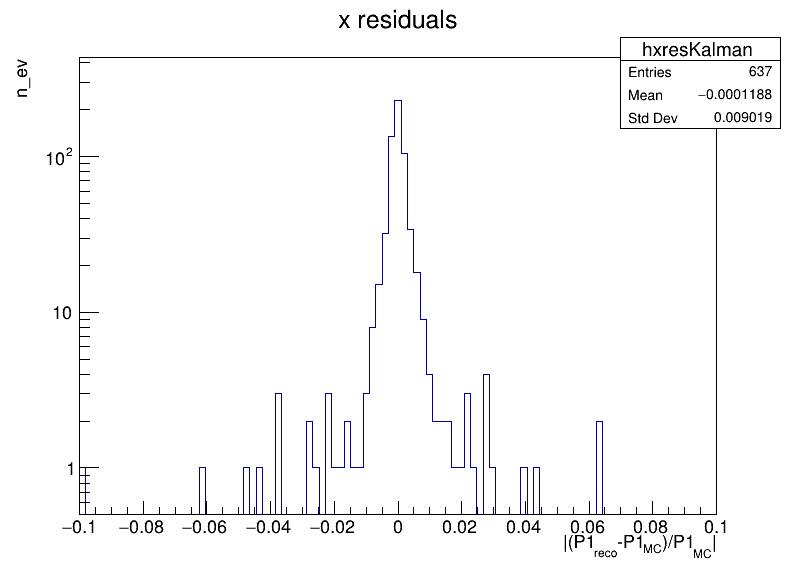 x residuals
hxresKalman
Entries 637
Mean −0.0001188
Std Dev 0.009019
n_ev
10²
10
1
−0.1 −0.08 −0.06 −0.04 −0.02 0 0.02 0.04 0.06 0.08 0.1
|(P1reco-P1MC)/P1MC|